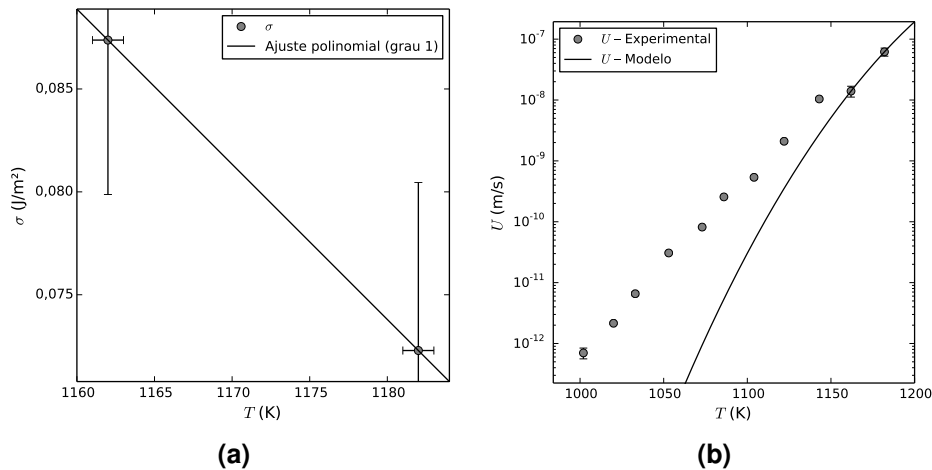 σ
Ajuste polinomial (grau 1)
0,085
0,080
0,075
σ (J/m²)
1160 1165 1170 1175 1180
T (K)
(a)
U − Experimental
U − Modelo
10⁻⁷
10⁻⁸
10⁻⁹
10⁻¹⁰
10⁻¹¹
10⁻¹²
U (m/s)
1000 1050 1100 1150 1200
T (K)
(b)